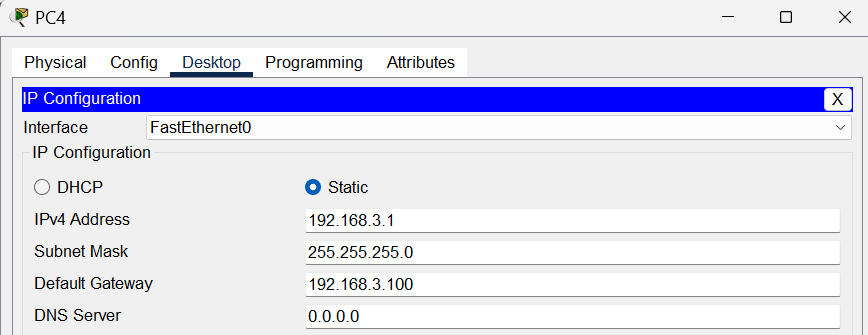 PC4
Physical Config Desktop Programming Attributes
IP Configuration X
Interface FastEthernet0
IP Configuration
DHCP Static
IPv4 Address 192.168.3.1
Subnet Mask 255.255.255.0
Default Gateway 192.168.3.100
DNS Server 0.0.0.0